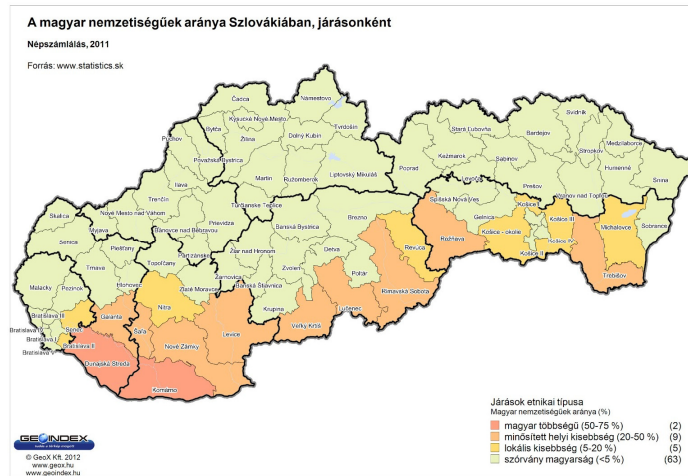 A magyar nemzetiségűek aránya Szlovákiában, járásonként
Népszámlálás, 2011
Forrás: www.statistics.sk
Čadca
Námestovo
Kysucké Nové Mesto
Tvrdošín
Bytča
Žilina
Dolný Kubín
Púchov
Považská Bystrica
Martin
Ružomberok
Liptovský Mikuláš
Ilava
Trenčín
Turčianske Teplice
Prievidza
Nové Mesto nad Váhom
Bánovce nad Bebravou
Skalica
Myjava
Senica
Piešťany
Partizánske
Topoľčany
Malacky
Pezinok
Trnava
Hlohovec
Zlaté Moravce
Žarnovica
Žiar nad Hronom
Banská Bystrica
Brezno
Banská Štiavnica
Zvolen
Detva
Krupina
Poltár
Revúca
Rimavská Sobota
Lučenec
Veľký Krtíš
Bratislava III
Bratislava I
Bratislava II
Bratislava V
Senec
Galanta
Šaľa
Nitra
Nové Zámky
Levice
Dunajská Streda
Komárno
Svidník
Stará Ľubovňa
Bardejov
Stropkov
Medzilaborce
Kežmarok
Sabinov
Humenné
Snina
Poprad
Levoča
Prešov
Vranov nad Topľou
Spišská Nová Ves
Gelnica
Košice I
Košice III
Košice - okolie
Košice IV
Košice II
Rožňava
Michalovce
Sobrance
Trebišov
Járások etnikai típusa
Magyar nemzetiségűek aránya (%)
magyar többségű (50-75 %) (2)
minősített helyi kisebbség (20-50 %) (9)
lokális kisebbség (5-20 %) (5)
szórvány magyarság (<5 %) (63)
GEOINDEX
© GeoX Kft. 2012
www.geox.hu
www.geoindex.hu